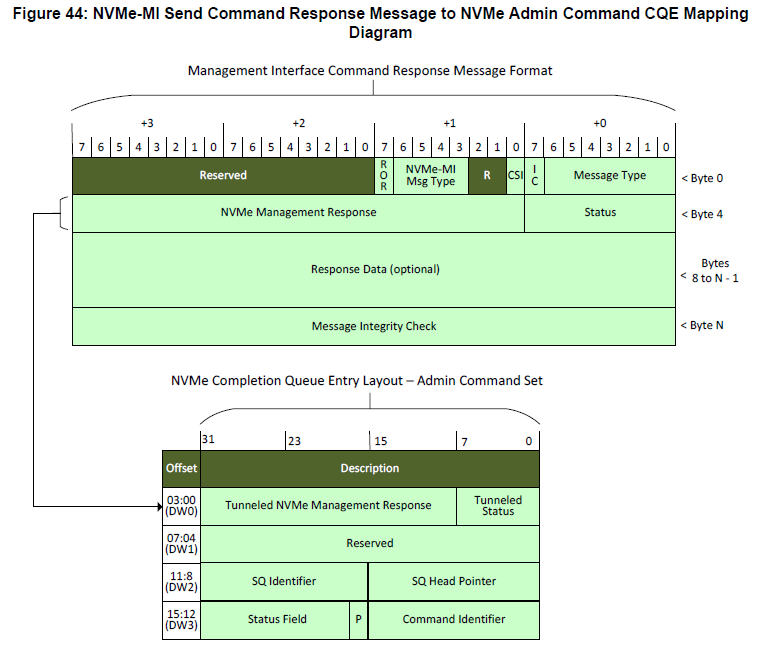 Figure 44: NVMe-MI Send Command Response Message to NVMe Admin Command CQE Mapping
Diagram
Management Interface Command Response Message Format
+3 +2 +1 +0
7 6 5 4 3 2 1 0 7 6 5 4 3 2 1 0 7 6 5 4 3 2 1 0 7 6 5 4 3 2 1 0
Reserved
R
O
R
NVMe-MI
Msg Type
R
CSI
I
C
Message Type
< Byte 0
NVMe Management Response
Status
< Byte 4
Response Data (optional)
Bytes
< 8 to N - 1
Message Integrity Check
< Byte N
NVMe Completion Queue Entry Layout – Admin Command Set
31 23 15 7 0
Offset
Description
03:00
(DW0)
Tunneled NVMe Management Response
Tunneled
Status
07:04
(DW1)
Reserved
11:8
(DW2)
SQ Identifier
SQ Head Pointer
15:12
(DW3)
Status Field
P
Command Identifier